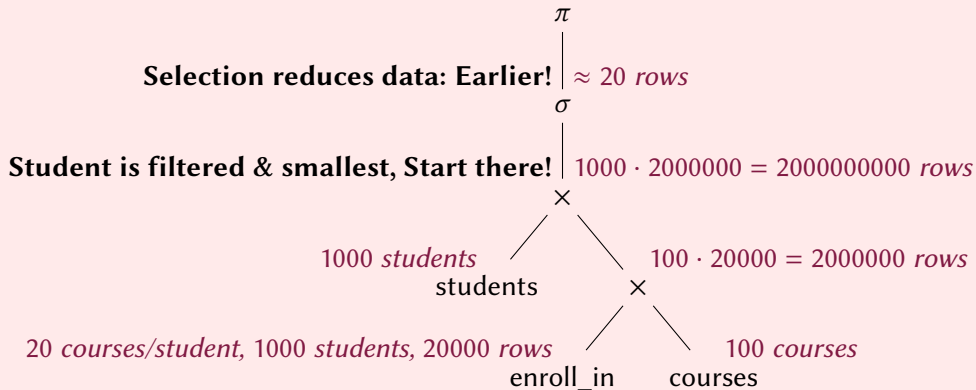 π
Selection reduces data: Earlier! ≈ 20 rows
σ
Student is filtered & smallest, Start there! 1000 · 2000000 = 2000000000 rows
×
1000 students 100 · 20000 = 2000000 rows
students ×
20 courses/student, 1000 students, 20000 rows 100 courses
enroll_in courses